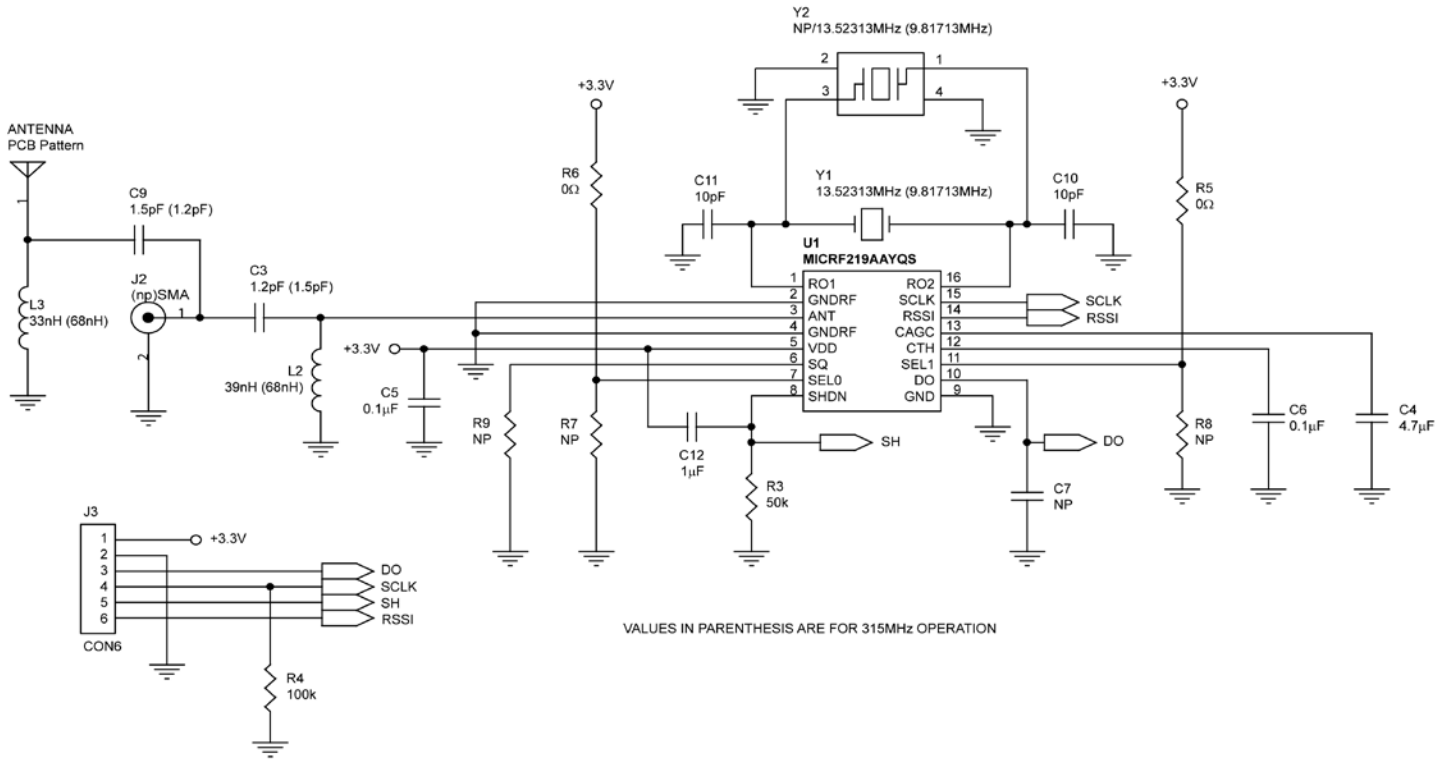 Y2
NP/13.52313MHz (9.81713MHz)
2
1
3
4
+3.3V
+3.3V
ANTENNA
PCB Pattern
1
C9
1.5pF (1.2pF)
R6
0Ω
C11
10pF
Y1
13.52313MHz (9.81713MHz)
C10
10pF
R5
0Ω
U1
MICRF219AAYQS
J2
(np)SMA
1
2
C3
1.2pF (1.5pF)
L3
33nH (68nH)
1 RO1 RO2 16
2 GNDRF SCLK 15
3 ANT RSSI 14
4 GNDRF CAGC 13
5 VDD CTH 12
6 SQ SEL1 11
7 SEL0 DO 10
8 SHDN GND 9
SCLK
RSSI
+3.3V
L2
39nH (68nH)
C5
0.1µF
R9
NP
R7
NP
C12
1µF
SH
R3
50k
DO
C7
NP
R8
NP
C6
0.1µF
C4
4.7µF
J3
1 +3.3V
2
3 DO
4 SCLK
5 SH
6 RSSI
CON6
R4
100k
VALUES IN PARENTHESIS ARE FOR 315MHz OPERATION